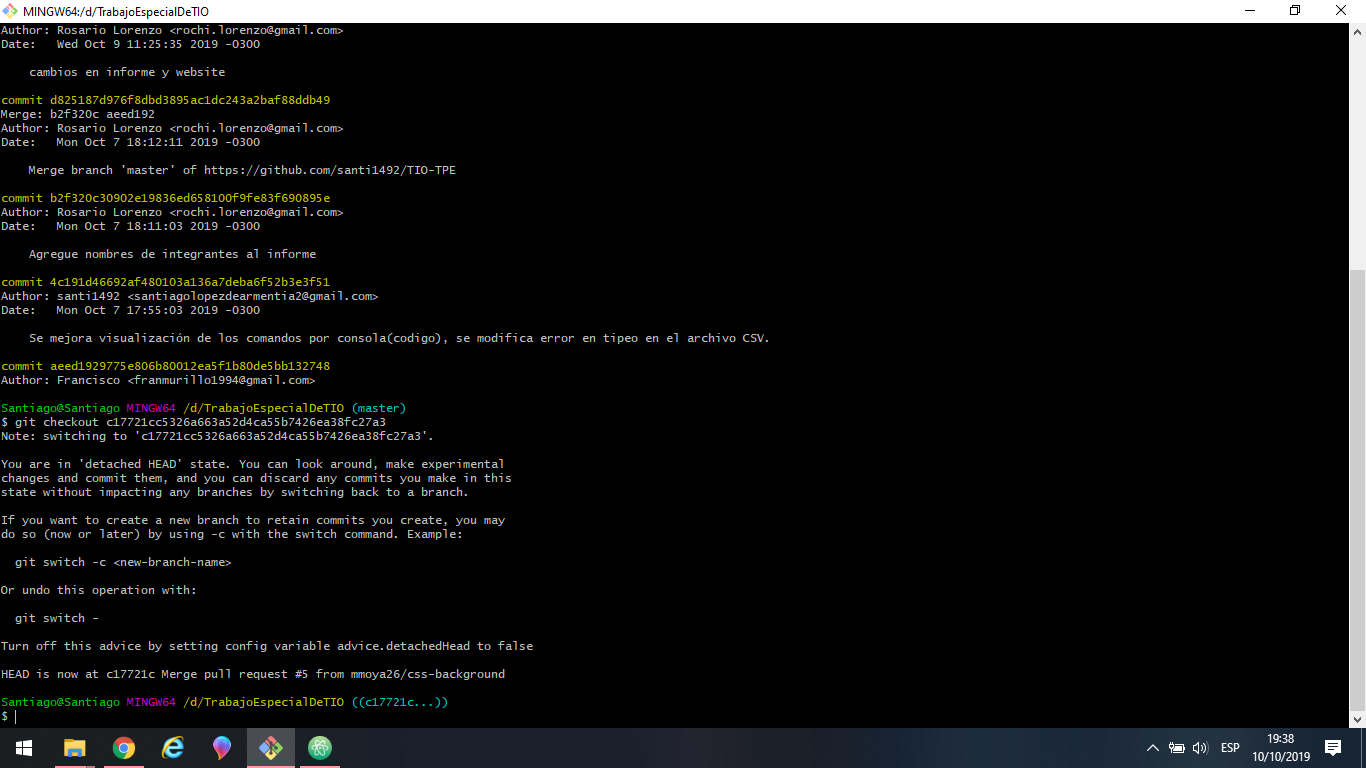 MINGW64:/d/TrabajoEspecialDeTIO
Author: Rosario Lorenzo <rochi.lorenzo@gmail.com>
Date:   Wed Oct 9 11:25:35 2019 -0300
cambios en informe y website
commit d825187d976f8dbd3895ac1dc243a2baf88ddb49
Merge: b2f320c aeed192
Author: Rosario Lorenzo <rochi.lorenzo@gmail.com>
Date:   Mon Oct 7 18:12:11 2019 -0300
Merge branch 'master' of https://github.com/santi1492/TIO-TPE
commit b2f320c30902e19836ed658100f9fe83f690895e
Author: Rosario Lorenzo <rochi.lorenzo@gmail.com>
Date:   Mon Oct 7 18:11:03 2019 -0300
Agregue nombres de integrantes al informe
commit 4c191d46692af480103a136a7deba6f52b3e3f51
Author: santi1492 <santiagolopezdearmentia2@gmail.com>
Date:   Mon Oct 7 17:55:03 2019 -0300
Se mejora visualización de los comandos por consola(codigo), se modifica error en tipeo en el archivo CSV.
commit aeed1929775e806b80012ea5f1b80de5bb132748
Author: Francisco <franmurillo1994@gmail.com>
Santiago@Santiago MINGW64 /d/TrabajoEspecialDeTIO (master)
$ git checkout c17721cc5326a663a52d4ca55b7426ea38fc27a3
Note: switching to 'c17721cc5326a663a52d4ca55b7426ea38fc27a3'.
You are in 'detached HEAD' state. You can look around, make experimental
changes and commit them, and you can discard any commits you make in this
state without impacting any branches by switching back to a branch.
If you want to create a new branch to retain commits you create, you may
do so (now or later) by using -c with the switch command. Example:
git switch -c <new-branch-name>
Or undo this operation with:
git switch -
Turn off this advice by setting config variable advice.detachedHead to false
HEAD is now at c17721c Merge pull request #5 from mmoya26/css-background
Santiago@Santiago MINGW64 /d/TrabajoEspecialDeTIO ((c17721c...))
$
ESP
19:38
10/10/2019